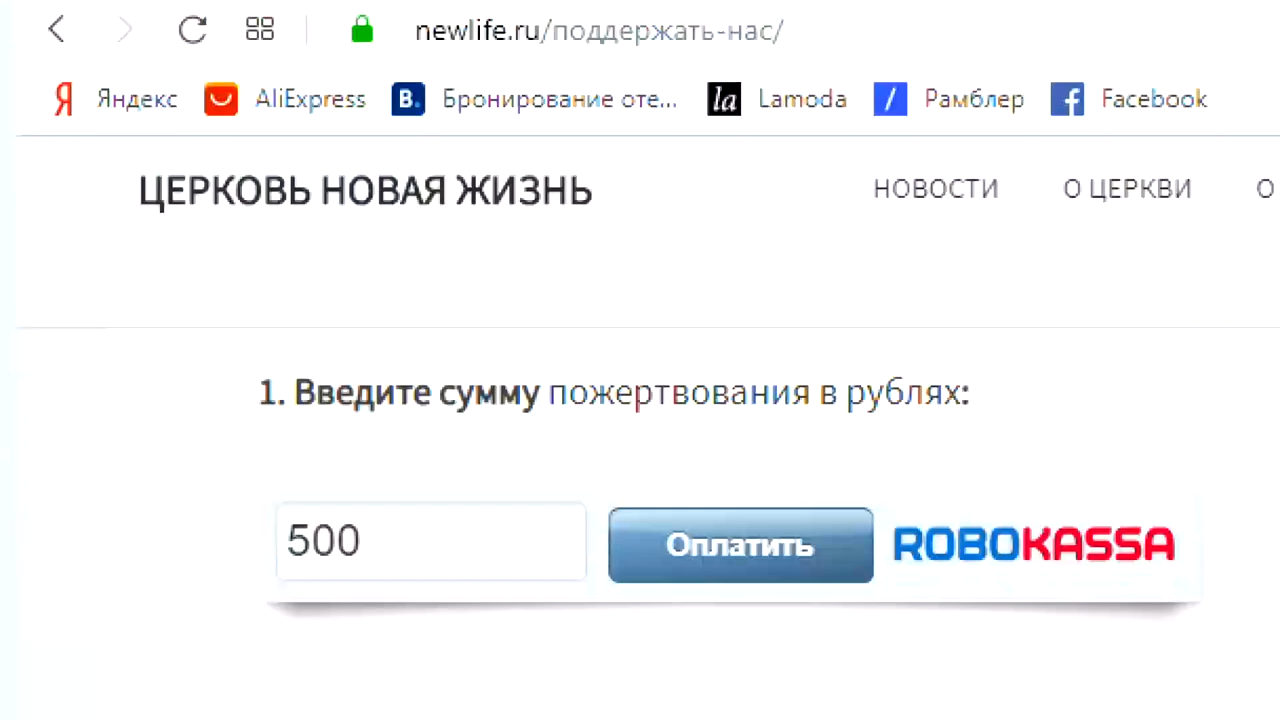 newlife.ru/поддержать-нас/
Я Яндекс AliExpress B. Бронирование оте... la Lamoda / Рамблер f Facebook
ЦЕРКОВЬ НОВАЯ ЖИЗНЬ НОВОСТИ О ЦЕРКВИ О
1. Введите сумму пожертвования в рублях:
500 Оплатить ROBOKASSA